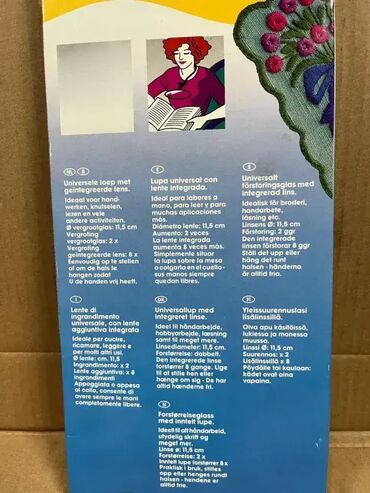 NL B
Universele loep met
geïntegreerde lens.
Ideaal voor hand-
werken, knutselen,
lezen en vele
andere activiteiten.
Ø vergrootglas: 11,5 cm
Vergroting
vergrootglas: 2 x
Vergroting
geïntegreerde lens: 8 x
Eenvoudig op te stellen
of om de hals te
hangen zodat
U de handen vrij heeft.
E
Lupa universal con
lente integrada.
Ideal para labores a
mano, para leer y para
muchas aplicaciones
más.
Diámetro lente: 11,5 cm
Aumento: 2 veces
La lente integrada
aumenta 8 veces más.
Simplemente situar
la lupa sobre la mesa
o colgarla en el cuello-
sus manos siempre
están libres.
S
Universalt
förstoringsglas med
integrerad lins.
Idealisk för broderi,
handarbete,
läsning etc.
Linsens Ø: 11,5 cm
Förstoring: 2 ggr
Den integrerade
linsen förstorar 8 ggr
Ställ det upp eller
häng det runt
halsen - händerna
är alltid fria.
I
Lente di
ingrandimento
universale, con lente
aggiuntiva integrata
Ideale per cucire,
ricamare, leggere e
per molti altri usi.
Ø lente: cm. 11,5
Ingrandimento: x 2
Lente aggiuntiva: x 8
ingrandimenti
Appoggiata o appesa
al collo, consente di
avere sempre le mani
completamente libere.
DK
Universallup med
integreret linse.
Ideel til håndarbejde,
hobbyarbejde, læsning
samt til meget mere.
Linsediameter: 11,5 cm.
Forstørrelse: dobbelt.
Den integrerede linse
forstørrer 8 gange. Lige
til at stille hen eller
hænge om sig - De har
altid hænderne fri.
FI
Yleissuurennuslasi
lisälinssillä.
Oiva apu käsitöissä,
lukiessa ja monessa
muussa.
Linssi Ø: 11,5 cm
Suurennos: x 2
Lisälinssillä: x 8
Pöydälle tai kaulaan:
kädet ovat aina
vapaina.
N
Forstørrelseglass
med inntelt lupe.
Ideell til alt håndarbeid,
utydelig skrift og
meget mer.
Linse ø: 11,5 cm
Forstørrelse: 2 x
Inntelt lupe forstørrer 8 x
Praktisk i bruk, stilles
opp eller henges rundt
halsen - hendene er
alltid frie.